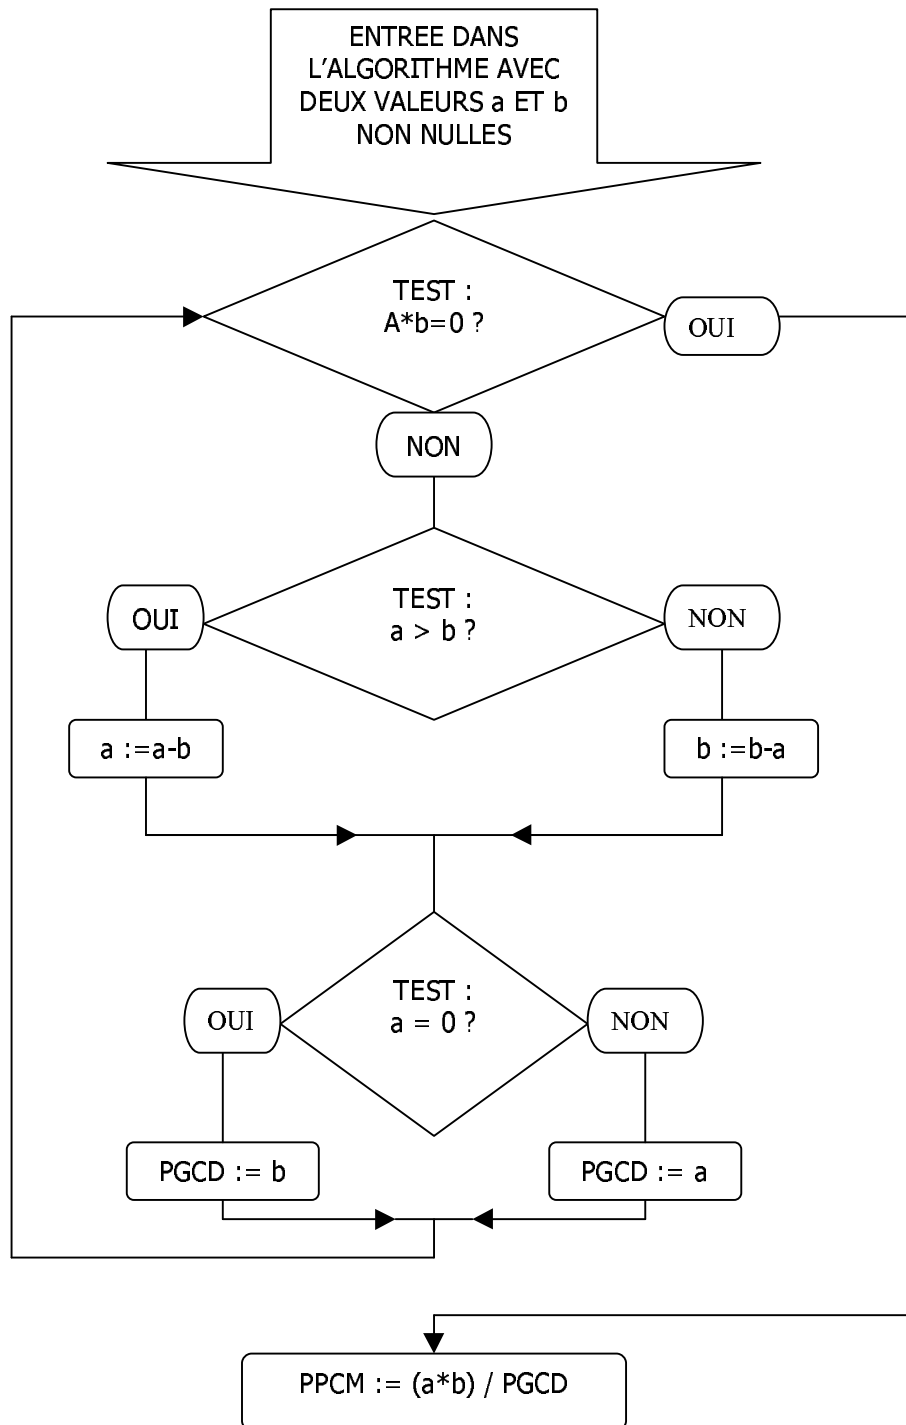 ENTREE DANS
L'ALGORITHME AVEC
DEUX VALEURS a ET b
NON NULLES
TEST :
A*b=0 ?
OUI
NON
TEST :
a > b ?
OUI
NON
a :=a-b
b :=b-a
TEST :
a = 0 ?
OUI
NON
PGCD := b
PGCD := a
PPCM := (a*b) / PGCD